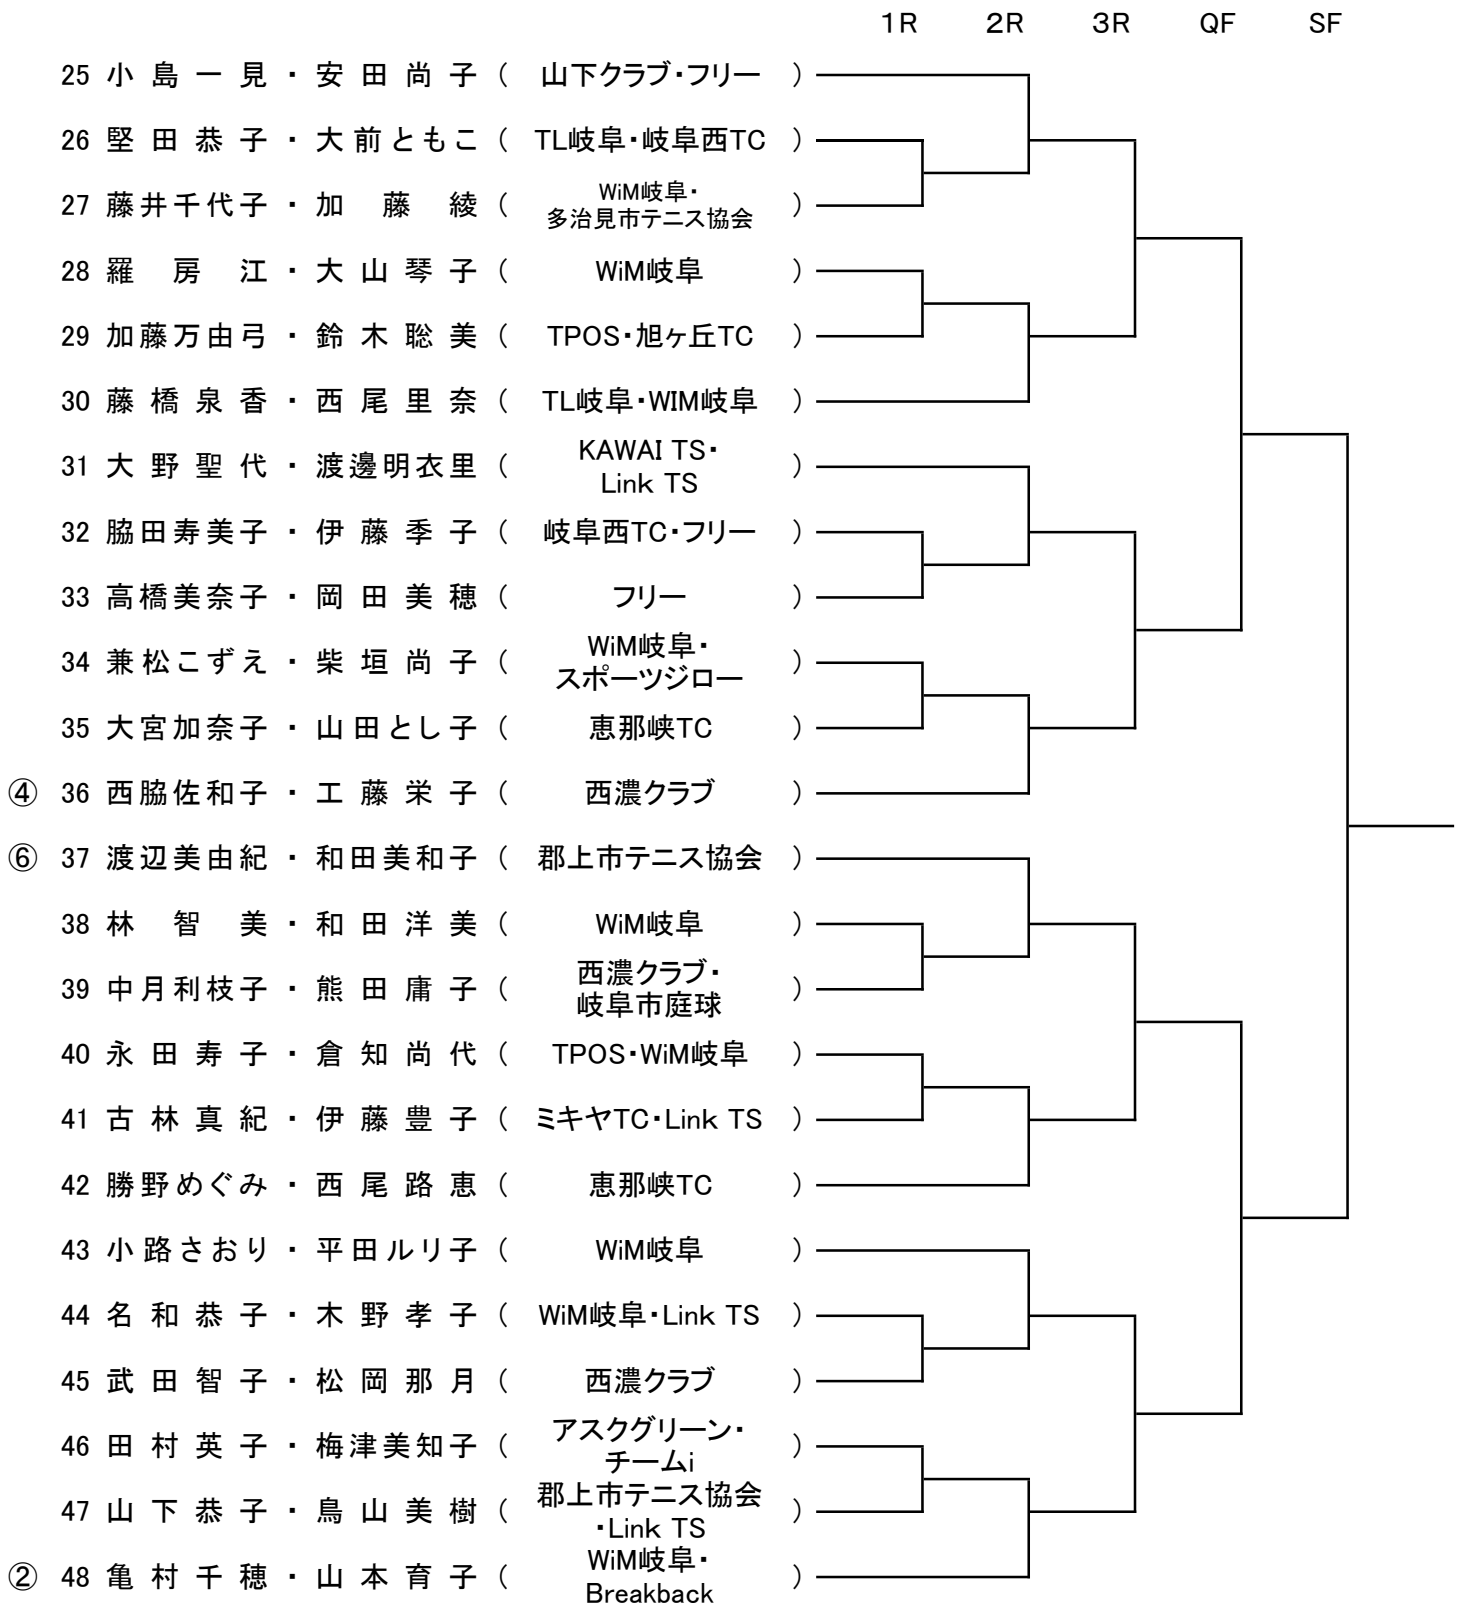 1R 2R 3R QF SF
25 小島一見・安田尚子（ 山下クラブ・フリー ）
26 堅田恭子・大前ともこ（ TL岐阜・岐阜西TC ）
27 藤井千代子・加藤綾（ WiM岐阜・
多治見市テニス協会 ）
28 羅房江・大山琴子（ WiM岐阜 ）
29 加藤万由弓・鈴木聡美（ TPOS・旭ヶ丘TC ）
30 藤橋泉香・西尾里奈（ TL岐阜・WIM岐阜 ）
31 大野聖代・渡邊明衣里（ KAWAI TS・
Link TS ）
32 脇田寿美子・伊藤季子（ 岐阜西TC・フリー ）
33 高橋美奈子・岡田美穂（ フリー ）
34 兼松こずえ・柴垣尚子（ WiM岐阜・
スポーツジロー ）
35 大宮加奈子・山田とし子（ 恵那峡TC ）
④ 36 西脇佐和子・工藤栄子（ 西濃クラブ ）
⑥ 37 渡辺美由紀・和田美和子（ 郡上市テニス協会 ）
38 林智美・和田洋美（ WiM岐阜 ）
39 中月利枝子・熊田庸子（ 西濃クラブ・
岐阜市庭球 ）
40 永田寿子・倉知尚代（ TPOS・WiM岐阜 ）
41 古林真紀・伊藤豊子（ ミキヤTC・Link TS ）
42 勝野めぐみ・西尾路恵（ 恵那峡TC ）
43 小路さおり・平田ルリ子（ WiM岐阜 ）
44 名和恭子・木野孝子（ WiM岐阜・Link TS ）
45 武田智子・松岡那月（ 西濃クラブ ）
46 田村英子・梅津美知子（ アスクグリーン・
チームi ）
47 山下恭子・鳥山美樹（ 郡上市テニス協会
・Link TS ）
② 48 亀村千穂・山本育子（ WiM岐阜・
Breakback ）